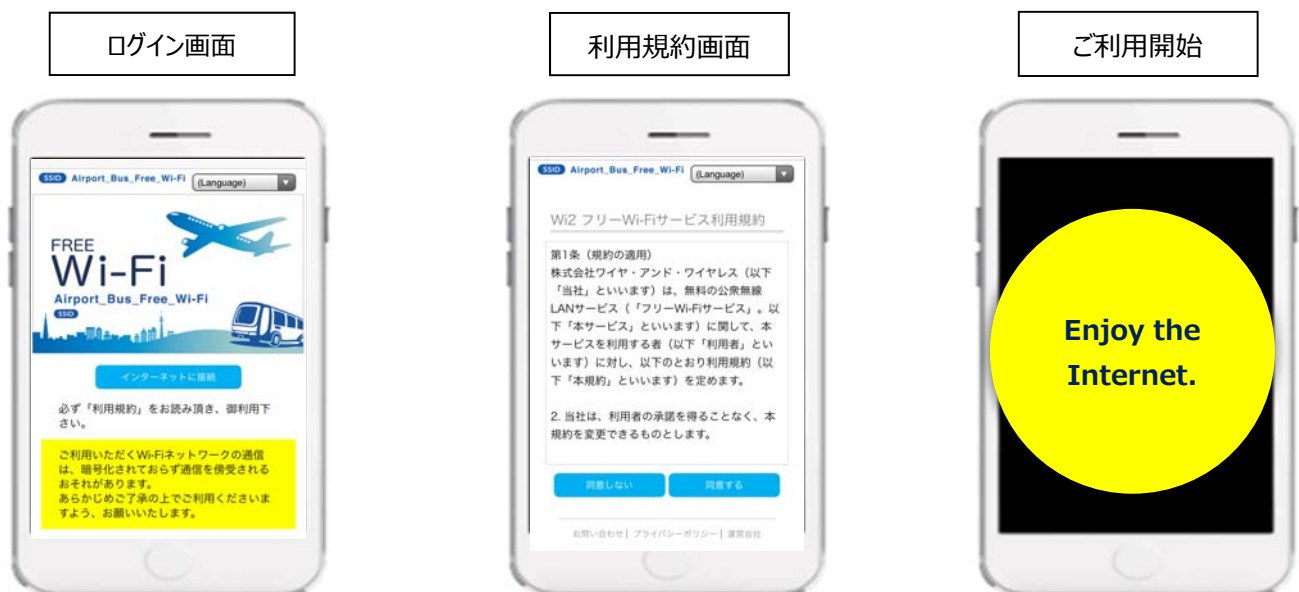 ログイン画面
利用規約画面
ご利用開始
SSID Airport_Bus_Free_Wi-Fi (Language)
FREE
Wi-Fi
Airport_Bus_Free_Wi-Fi
SSID
インターネットに接続
必ず「利用規約」をお読み頂き、御利用下
さい。
ご利用いただくWi-Fiネットワークの通信
は、暗号化されておらず通信を傍受される
おそれがあります。
あらかじめご了承の上でご利用くださいま
すよう、お願いいたします。
SSID Airport_Bus_Free_Wi-Fi (Language)
Wi2 フリーWi-Fiサービス利用規約
第1条（規約の適用）
株式会社ワイヤ・アンド・ワイヤレス（以下
「当社」といいます）は、無料の公衆無線
LANサービス（「フリーWi-Fiサービス」。以
下「本サービス」といいます）に関して、本
サービスを利用する者（以下「利用者」とい
います）に対し、以下のとおり利用規約（以
下「本規約」といいます）を定めます。
2. 当社は、利用者の承諾を得ることなく、本
規約を変更できるものとします。
同意しない 同意する
お問い合わせ| プライバシーポリシー| 運営会社
Enjoy the
Internet.